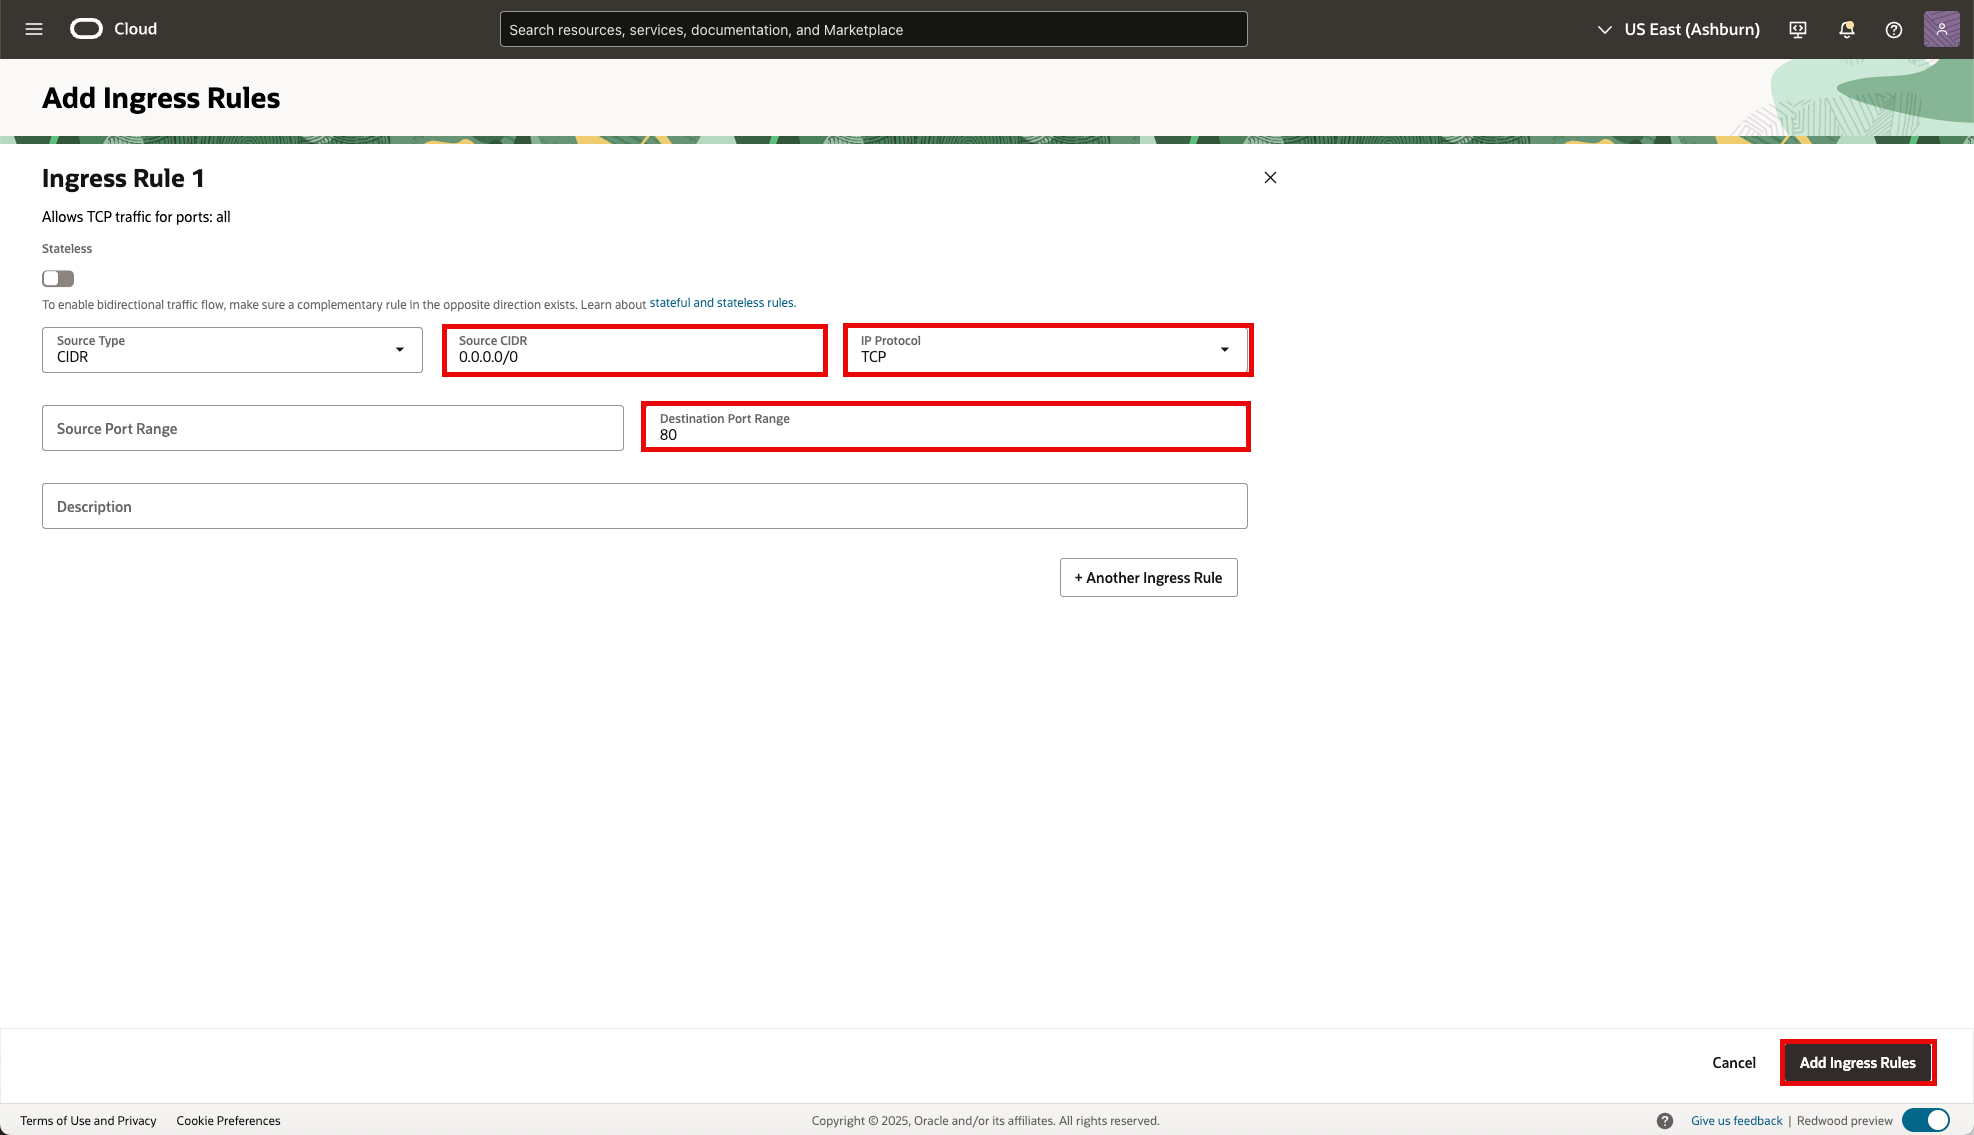 Cloud
Search resources, services, documentation, and Marketplace
US East (Ashburn)
Add Ingress Rules
Ingress Rule 1
Allows TCP traffic for ports: all
Stateless
To enable bidirectional traffic flow, make sure a complementary rule in the opposite direction exists. Learn about stateful and stateless rules.
Source Type
CIDR
Source CIDR
0.0.0.0/0
IP Protocol
TCP
Source Port Range
Destination Port Range
80
Description
+ Another Ingress Rule
Cancel
Add Ingress Rules
Terms of Use and Privacy
Cookie Preferences
Copyright © 2025, Oracle and/or its affiliates. All rights reserved.
Give us feedback | Redwood preview